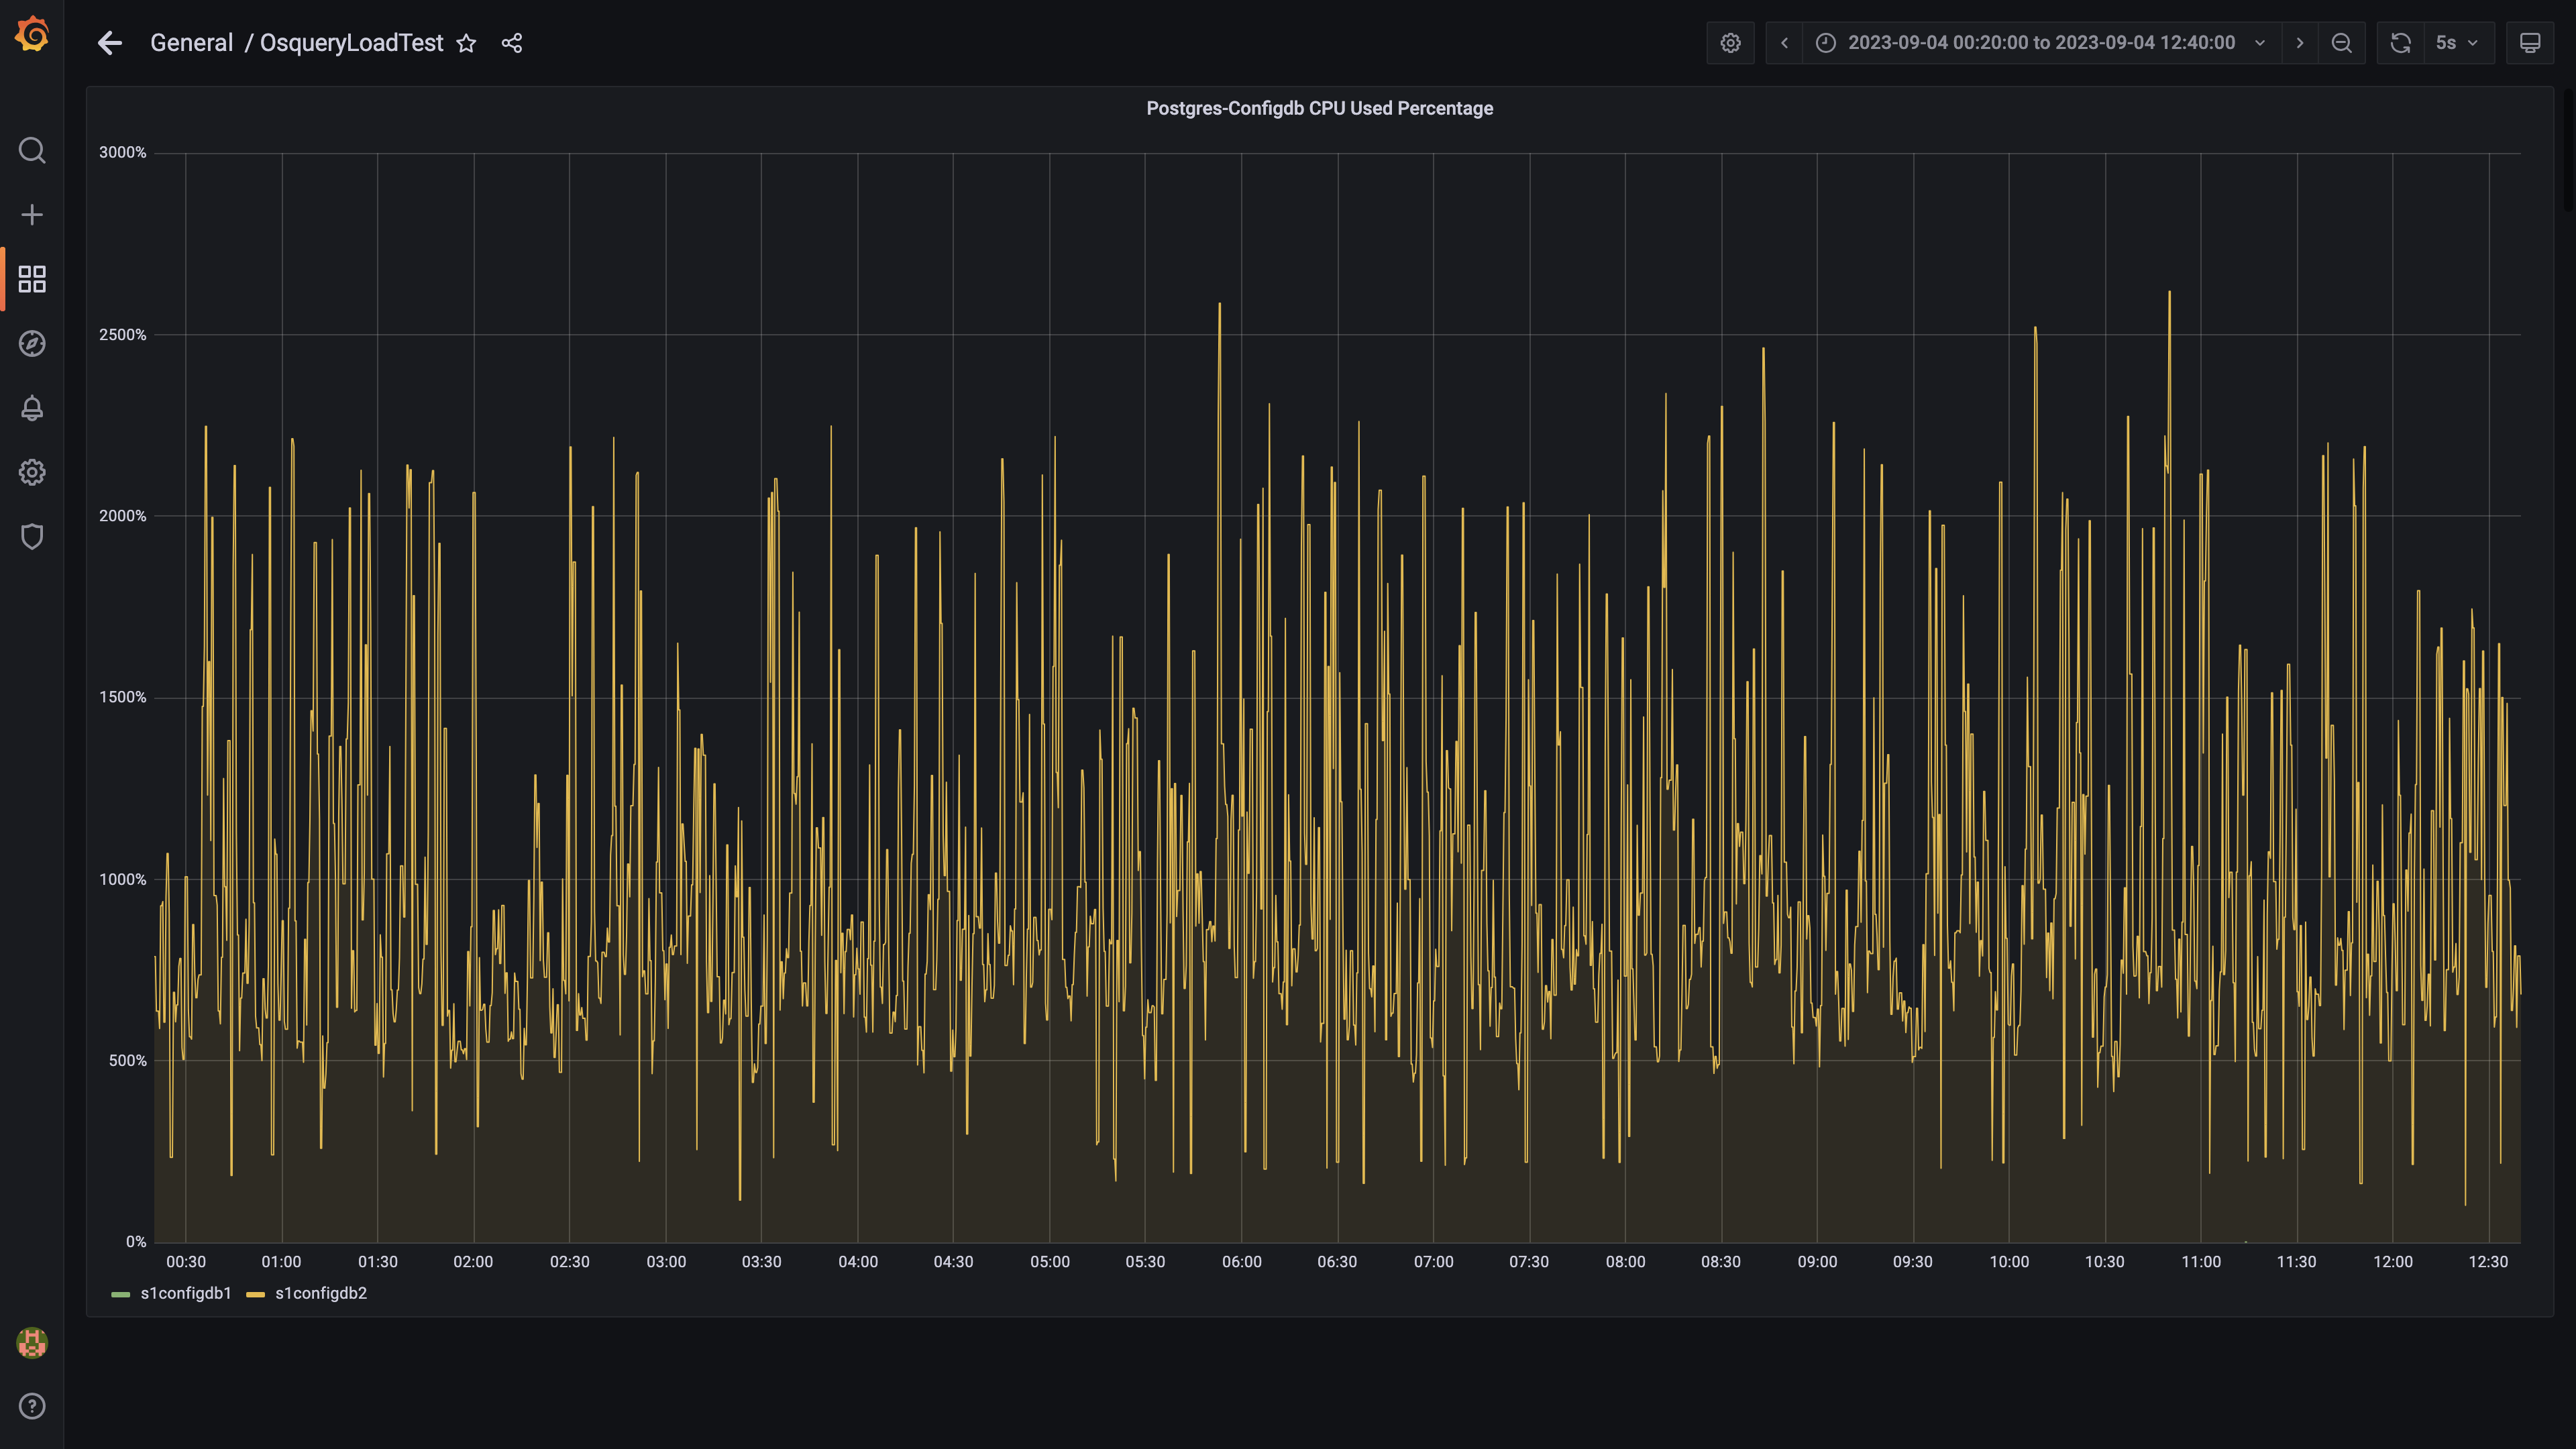 General / OsqueryLoadTest
2023-09-04 00:20:00 to 2023-09-04 12:40:00
5s
Postgres-Configdb CPU Used Percentage
3000%
2500%
2000%
1500%
1000%
500%
0%
00:30 01:00 01:30 02:00 02:30 03:00 03:30 04:00 04:30 05:00 05:30 06:00 06:30 07:00 07:30 08:00 08:30 09:00 09:30 10:00 10:30 11:00 11:30 12:00 12:30
s1configdb1 s1configdb2